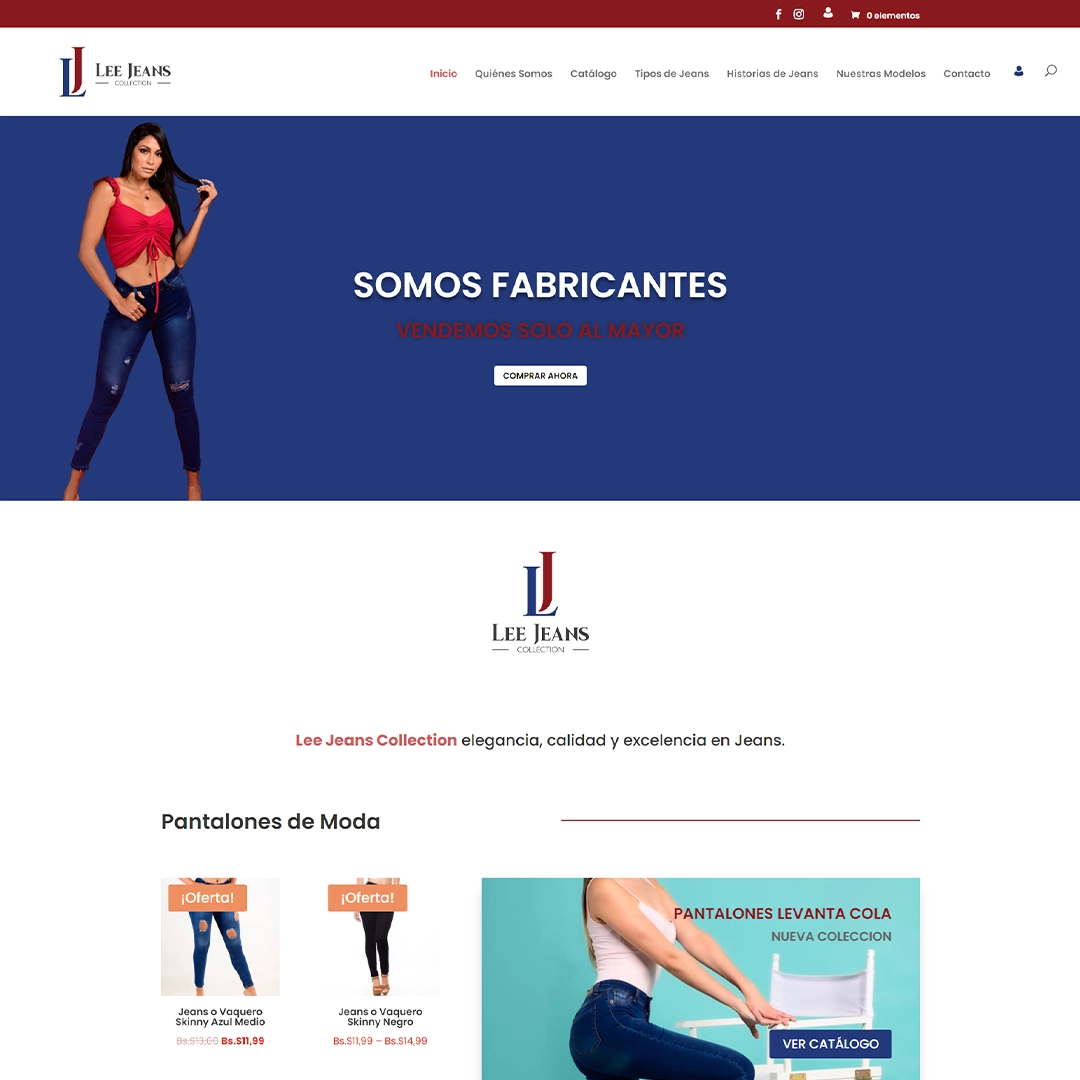 0 elementos
LJ
LEE JEANS
COLLECTION
Inicio Quiénes Somos Catálogo Tipos de Jeans Historias de Jeans Nuestras Modelos Contacto
SOMOS FABRICANTES
VENDEMOS SOLO AL MAYOR
COMPRAR AHORA
LJ
LEE JEANS
COLLECTION
Lee Jeans Collection elegancia, calidad y excelencia en Jeans.
Pantalones de Moda
¡Oferta!
Jeans o Vaquero
Skinny Azul Medio
Bs.S13,00 Bs.S11,99
¡Oferta!
Jeans o Vaquero
Skinny Negro
Bs.S11,99 – Bs.S14,99
PANTALONES LEVANTA COLA
NUEVA COLECCION
VER CATÁLOGO